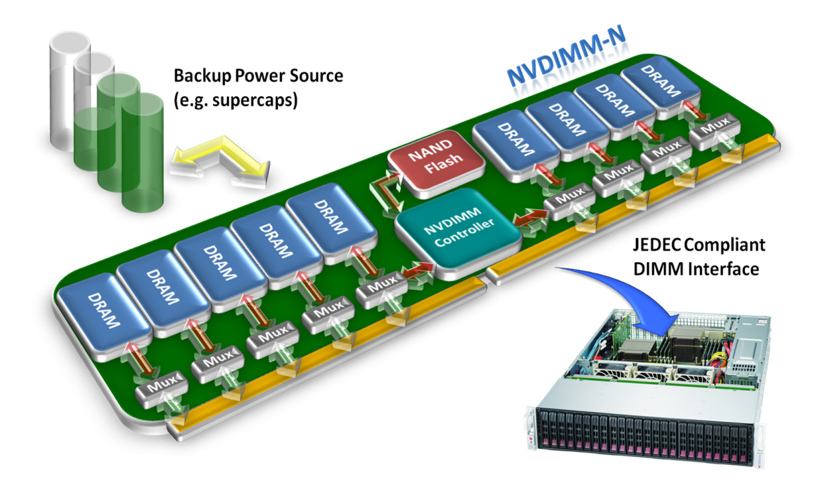 Backup Power Source
(e.g. supercaps)
NVDIMM-N
DRAM
DRAM
DRAM
DRAM
Mux
Mux
Mux
Mux
NAND
Flash
NVDIMM
Controller
DRAM
DRAM
DRAM
DRAM
DRAM
Mux
Mux
Mux
Mux
Mux
JEDEC Compliant
DIMM Interface